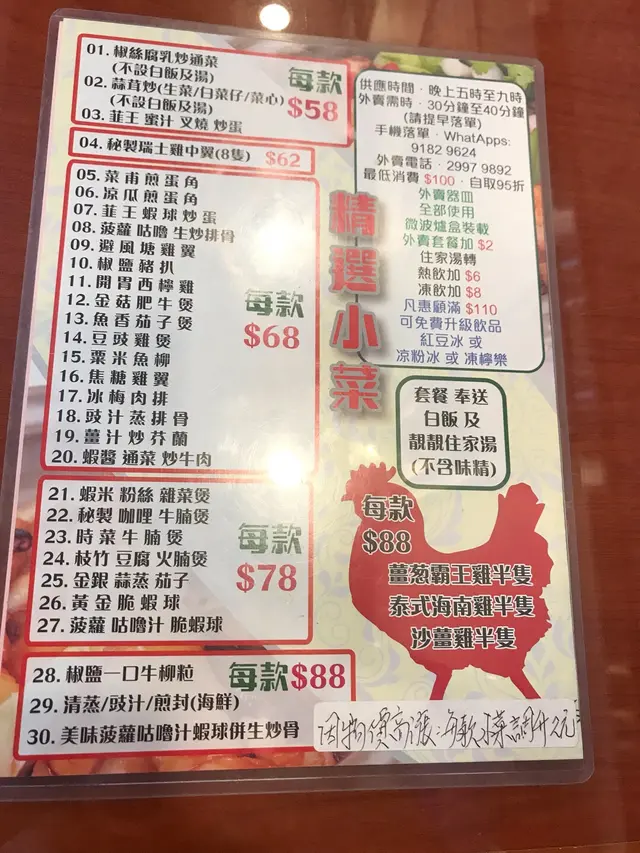 01. 椒絲腐乳炒通菜
(不設白飯及湯)
02. 蒜茸炒(生菜/白菜仔/菜心)
(不設白飯及湯)
03. 韮王 蜜汁 叉燒 炒蛋
每款
$58
04. 秘製瑞士雞中翼(8隻) $62
05. 菜甫煎蛋角
06. 凉瓜煎蛋角
07. 韮王蝦球炒蛋
08. 菠蘿 咕嚕 生炒排骨
09. 避風塘雞翼
10. 椒鹽豬扒
11. 開胃西檸雞
12. 金菇肥牛煲
13. 魚香茄子煲
14. 豆豉雞煲
15. 粟米魚柳
16. 焦糖雞翼
17. 冰梅肉排
18. 豉汁蒸排骨
19. 薑汁炒芥蘭
20. 蝦醬 通菜 炒牛肉
每款
$68
21. 蝦米 粉絲 雜菜煲
22. 秘製 咖哩 牛腩煲
23. 時菜牛腩煲
24. 枝竹 豆腐 火腩煲
25. 金銀 蒜蒸 茄子
26. 黃金脆蝦球
27. 菠蘿 咕嚕汁 脆蝦球
每款
$78
28. 椒鹽一口牛柳粒
29. 清蒸/豉汁/煎封(海鮮)
30. 美味菠蘿咕嚕汁蝦球併生炒骨
每款$88
精選小菜
供應時間．晚上五時至九時
外賣需時．30分鐘至40分鐘
(請提早落單)
手機落單．WhatApps:
9182 9624
外賣電話．2997 9892
最低消費 $100．自取95折
外賣器皿
全部使用
微波爐盒裝載
外賣套餐加 $2
住家湯轉
熱飲加 $6
凍飲加 $8
凡惠顧滿 $110
可免費升級飲品
紅豆冰 或
凉粉冰 或 凍檸樂
套餐 奉送
白飯 及
靚靚住家湯
(不含味精)
每款
$88
薑葱霸王雞半隻
泰式海南雞半隻
沙薑雞半隻
因物價高漲：每款小菜調升2元